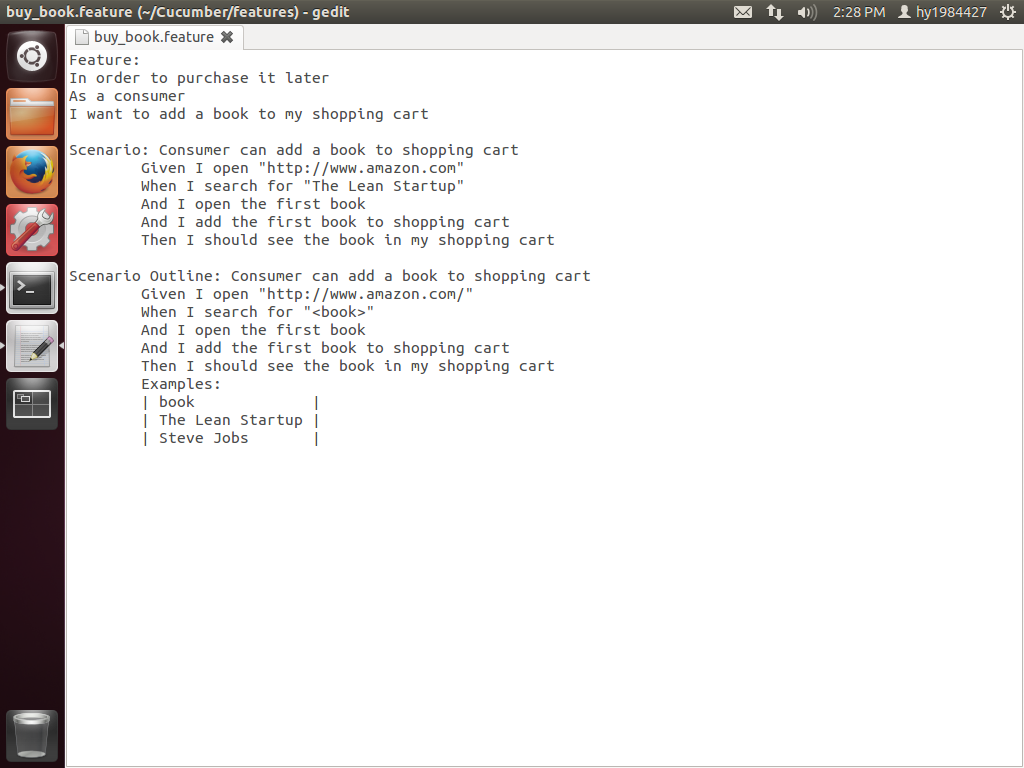 buy_book.feature (~/Cucumber/features) - gedit
2:28 PM
hy1984427
buy_book.feature
Feature:
In order to purchase it later
As a consumer
I want to add a book to my shopping cart
Scenario: Consumer can add a book to shopping cart
Given I open "http://www.amazon.com"
When I search for "The Lean Startup"
And I open the first book
And I add the first book to shopping cart
Then I should see the book in my shopping cart
Scenario Outline: Consumer can add a book to shopping cart
Given I open "http://www.amazon.com/"
When I search for "<book>"
And I open the first book
And I add the first book to shopping cart
Then I should see the book in my shopping cart
Examples:
| book             |
| The Lean Startup |
| Steve Jobs       |